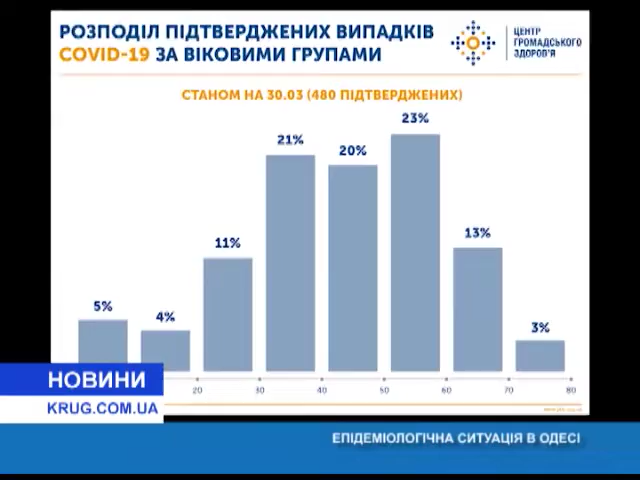 РОЗПОДІЛ ПІДТВЕРДЖЕНИХ ВИПАДКІВ
COVID-19 ЗА ВІКОВИМИ ГРУПАМИ
ЦЕНТР
ГРОМАДСЬКОГО
ЗДОРОВ'Я
СТАНОМ НА 30.03 (480 ПІДТВЕРДЖЕНИХ)
5%
4%
11%
21%
20%
23%
13%
3%
20 30 40 50 60 70 80
НОВИНИ
KRUG.COM.UA
ЕПІДЕМІОЛОГІЧНА СИТУАЦІЯ В ОДЕСІ